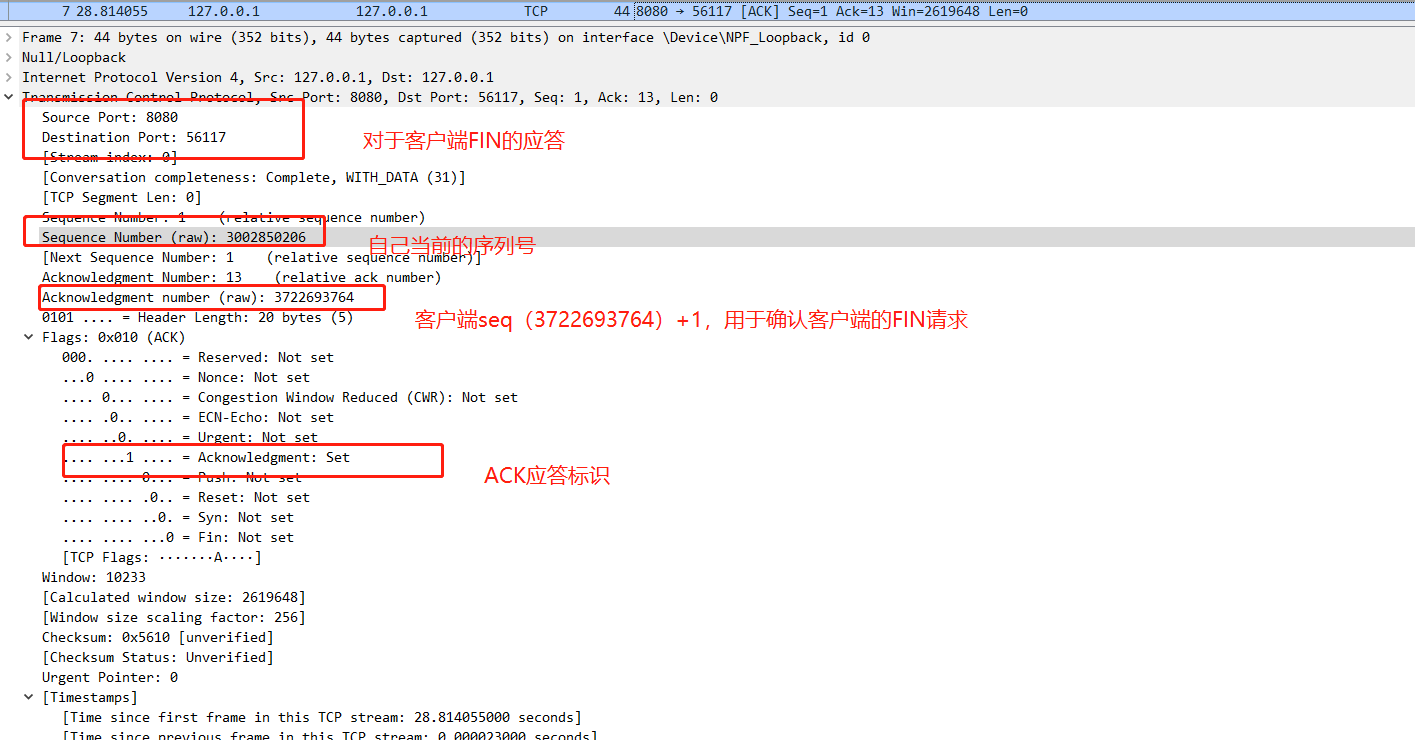 7 28.814055 127.0.0.1 127.0.0.1 TCP 44 8080 → 56117 [ACK] Seq=1 Ack=13 Win=2619648 Len=0
Frame 7: 44 bytes on wire (352 bits), 44 bytes captured (352 bits) on interface \Device\NPF_Loopback, id 0
Null/Loopback
Internet Protocol Version 4, Src: 127.0.0.1, Dst: 127.0.0.1
Transmission Control Protocol, Src Port: 8080, Dst Port: 56117, Seq: 1, Ack: 13, Len: 0
Source Port: 8080
Destination Port: 56117
对于客户端FIN的应答
[Stream index: 0]
[Conversation completeness: Complete, WITH_DATA (31)]
[TCP Segment Len: 0]
Sequence Number: 1 (relative sequence number)
Sequence Number (raw): 3002850206
自己当前的序列号
[Next Sequence Number: 1 (relative sequence number)]
Acknowledgment Number: 13 (relative ack number)
Acknowledgment number (raw): 3722693764
0101 .... = Header Length: 20 bytes (5)
客户端seq（3722693764）+1，用于确认客户端的FIN请求
Flags: 0x010 (ACK)
000. .... .... = Reserved: Not set
...0 .... .... = Nonce: Not set
.... 0... .... = Congestion Window Reduced (CWR): Not set
.... .0.. .... = ECN-Echo: Not set
.... ..0. .... = Urgent: Not set
.... ...1 .... = Acknowledgment: Set
ACK应答标识
.... .... 0... = Push: Not set
.... .... .0.. = Reset: Not set
.... .... ..0. = Syn: Not set
.... .... ...0 = Fin: Not set
[TCP Flags: ·······A····]
Window: 10233
[Calculated window size: 2619648]
[Window size scaling factor: 256]
Checksum: 0x5610 [unverified]
[Checksum Status: Unverified]
Urgent Pointer: 0
[Timestamps]
[Time since first frame in this TCP stream: 28.814055000 seconds]
[Time since previous frame in this TCP stream: 0.000023000 seconds]